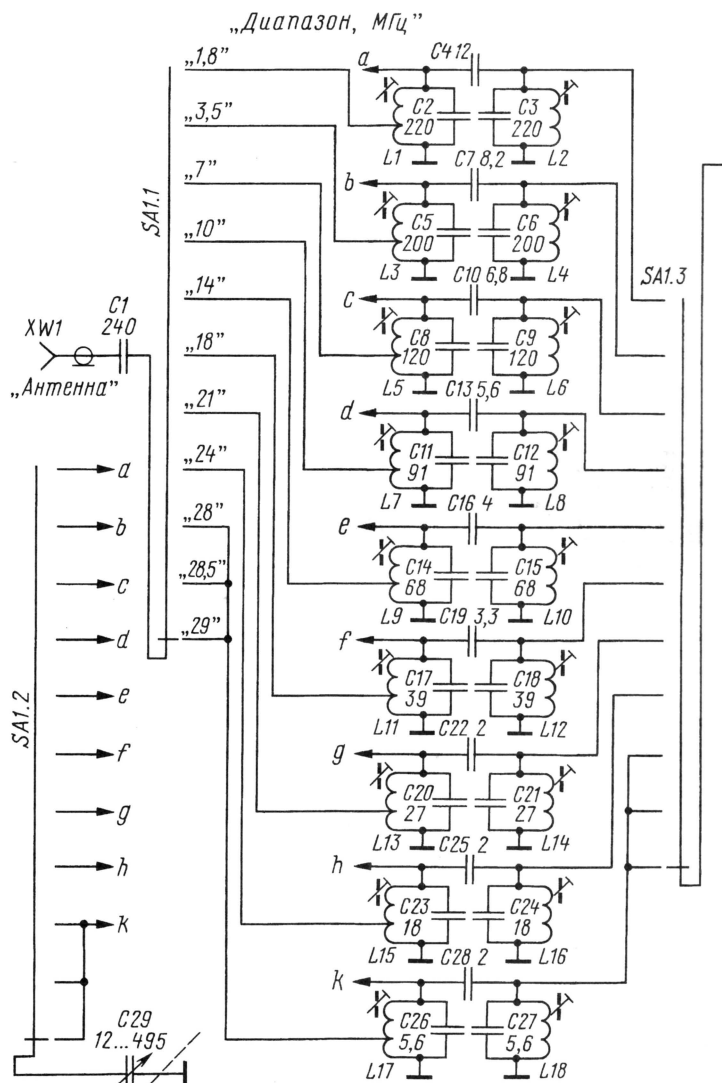 „Диапазон, МГц”
„1,8”
a
C4 12
C2
220
C3
220
L1
L2
„3,5”
C7 8,2
b
„7”
C5
200
C6
200
SA1.1
„10”
L3
L4
C10 6,8
SA1.3
c
„14”
C1
240
XW1
C8
120
C9
120
„18”
„Антенна”
L5
L6
C13 5,6
„21”
d
C11
91
C12
91
„24”
a
L7
L8
C16 4
„28”
b
e
C14
68
C15
68
„28,5”
c
L9
L10
C19 3,3
„29”
d
f
C17
39
C18
39
SA1.2
e
L11
L12
C22 2
f
g
C20
27
C21
27
g
L13
L14
C25 2
h
h
C23
18
C24
18
k
L15
L16
C28 2
k
C29
12...495
C26
5,6
C27
5,6
L17
L18